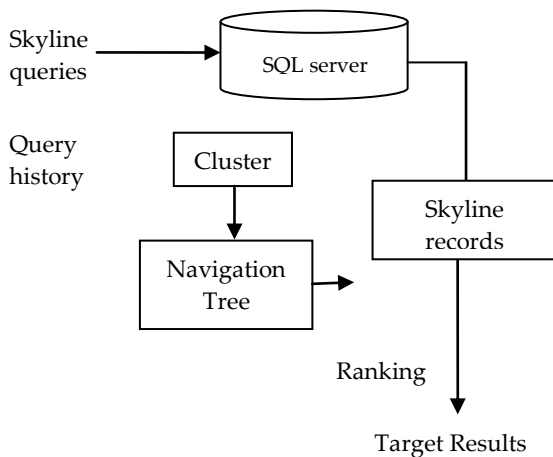 Skyline
queries
SQL server
Query
history
Cluster
Skyline
records
Navigation
Tree
Ranking
Target Results